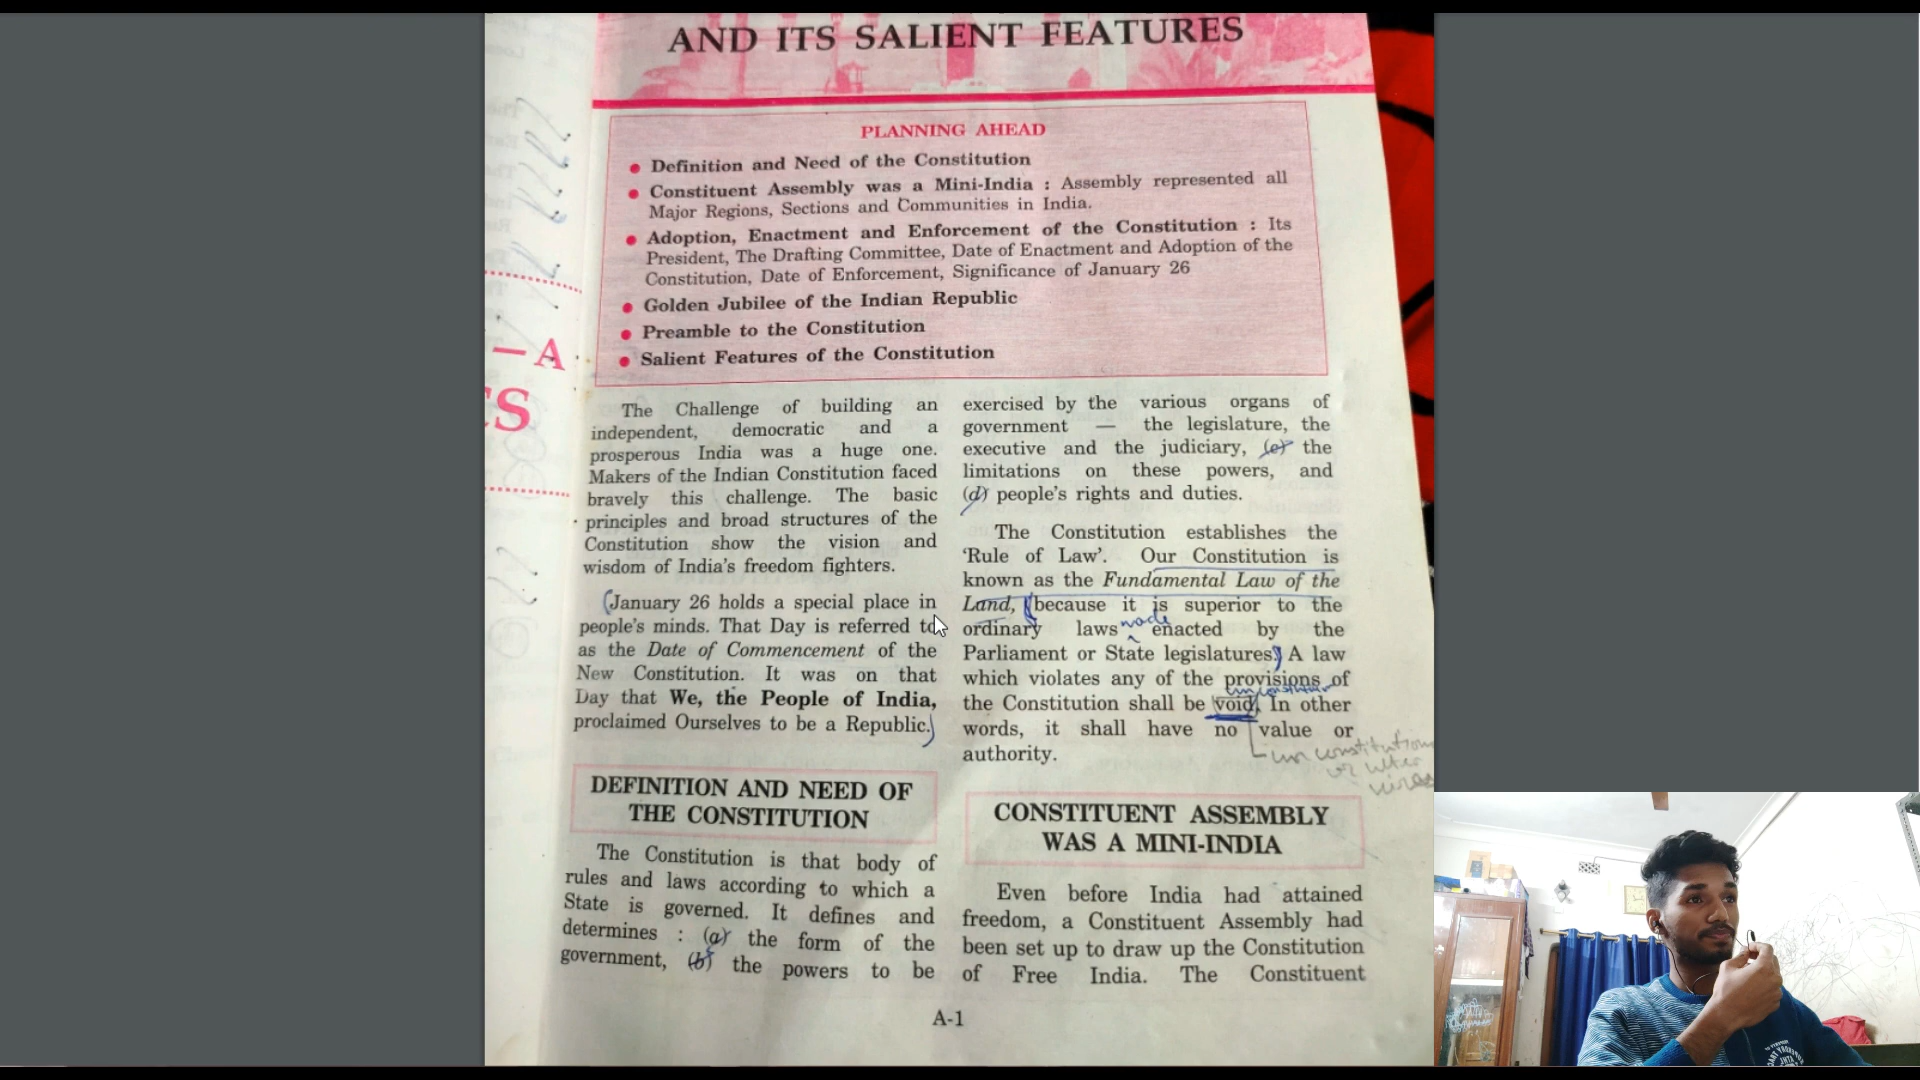 AND ITS SALIENT FEATURES
PLANNING AHEAD
● Definition and Need of the Constitution
● Constituent Assembly was a Mini-India : Assembly represented all
Major Regions, Sections and Communities in India.
● Adoption, Enactment and Enforcement of the Constitution : Its
President, The Drafting Committee, Date of Enactment and Adoption of the
Constitution, Date of Enforcement, Significance of January 26
● Golden Jubilee of the Indian Republic
● Preamble to the Constitution
● Salient Features of the Constitution
—A
CS
The Challenge of building an
independent, democratic and a
prosperous India was a huge one.
Makers of the Indian Constitution faced
bravely this challenge. The basic
principles and broad structures of the
Constitution show the vision and
wisdom of India's freedom fighters.
(January 26 holds a special place in
people's minds. That Day is referred to
as the Date of Commencement of the
New Constitution. It was on that
Day that We, the People of India,
proclaimed Ourselves to be a Republic.)
DEFINITION AND NEED OF
THE CONSTITUTION
The Constitution is that body of
rules and laws according to which a
State is governed. It defines and
determines : (a) the form of the
government, (b) the powers to be
exercised by the various organs of
government — the legislature, the
executive and the judiciary, (c) the
limitations on these powers, and
(d) people's rights and duties.
The Constitution establishes the
'Rule of Law'. Our Constitution is
known as the Fundamental Law of the
Land, (because it is superior to the
made
ordinary laws enacted by the
Parliament or State legislatures.) A law
which violates any of the provisions of
the Constitution shall be void. In other
words, it shall have no value or
authority.
CONSTITUENT ASSEMBLY
WAS A MINI-INDIA
Even before India had attained
freedom, a Constituent Assembly had
been set up to draw up the Constitution
of Free India. The Constituent
A-1